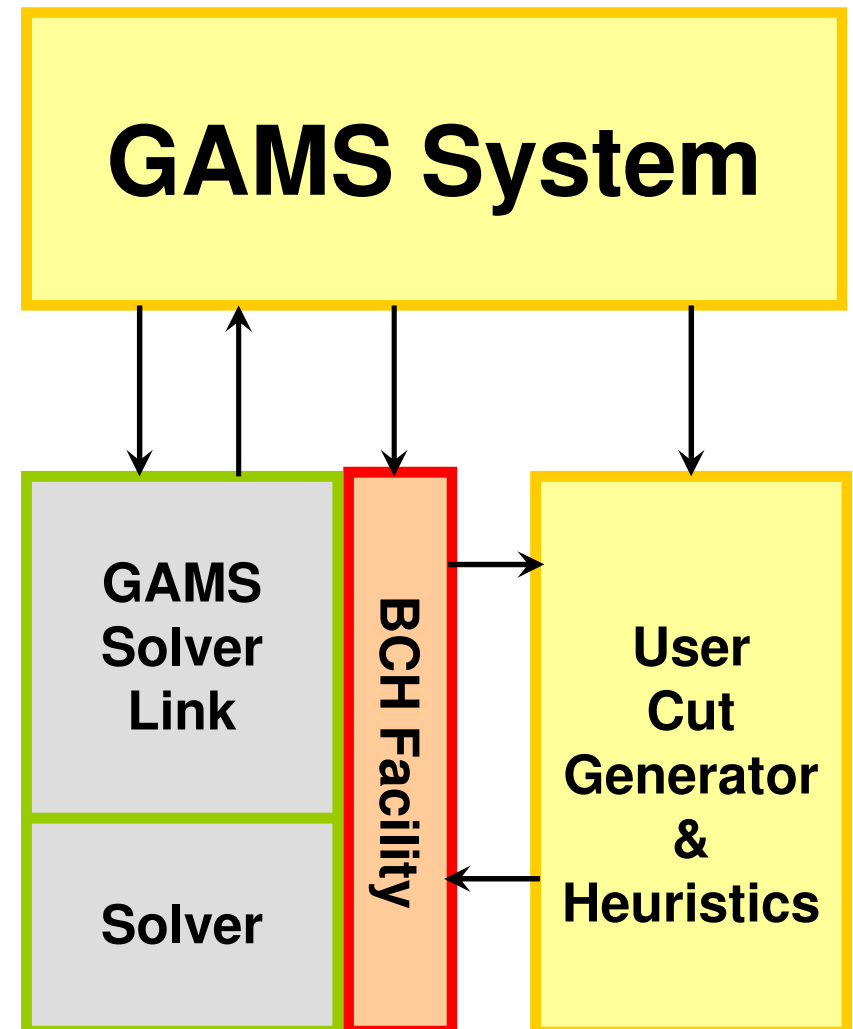 GAMS System
GAMS
Solver
Link
Solver
BCH Facility
User
Cut
Generator
&
Heuristics